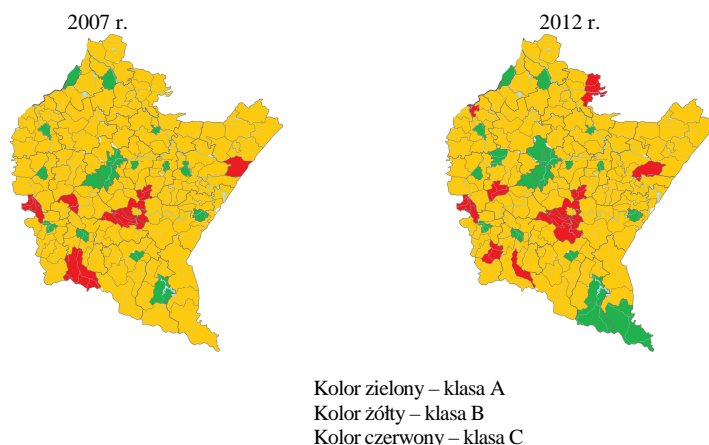 2007 r.
2012 r.
Kolor zielony – klasa A
Kolor żółty – klasa B
Kolor czerwony – klasa C